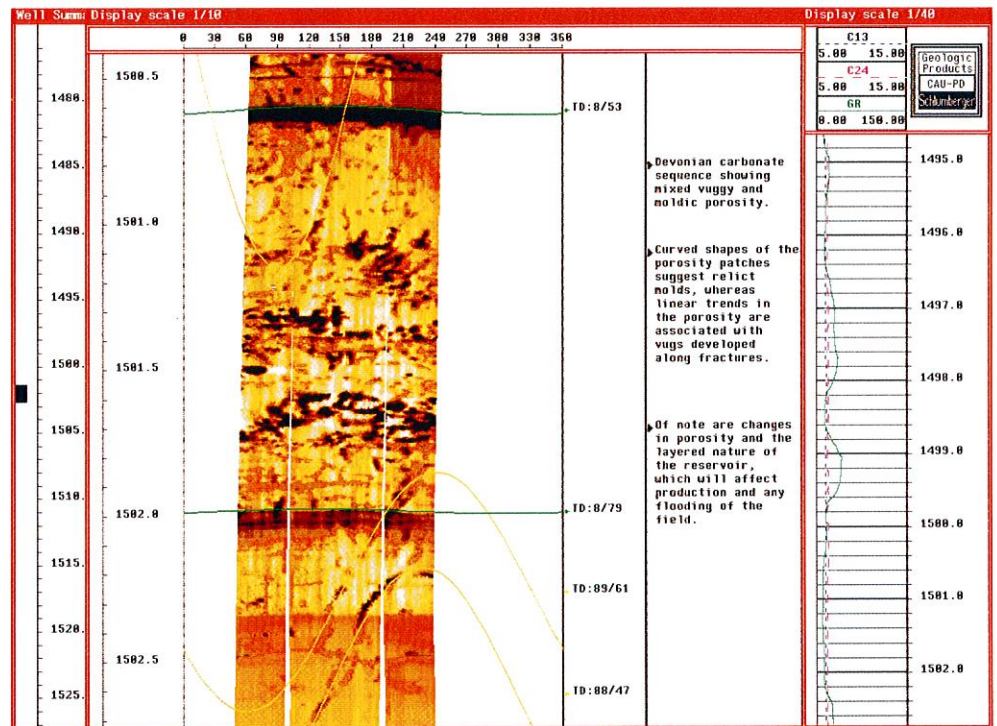 Well Summa
Display scale 1/10
Display scale 1/40
0 30 60 90 120 150 180 210 240 270 300 330 360
C13
5.00 15.00
C24
5.00 15.00
GR
0.00 150.00
Geologic
Products
CAU-PD
Schlumberger
1480.
1485.
1490.
1495.
1500.
1505.
1510.
1515.
1520.
1525.
1500.5
1501.0
1501.5
1502.0
1502.5
TD:8/53
TD:8/79
TD:89/61
TD:88/47
Devonian carbonate
sequence showing
mixed vuggy and
moldic porosity.
Curved shapes of the
porosity patches
suggest relict
molds, whereas
linear trends in
the porosity are
associated with
vugs developed
along fractures.
Of note are changes
in porosity and the
layered nature of
the reservoir,
which will affect
production and any
flooding of the
field.
1495.0
1496.0
1497.0
1498.0
1499.0
1500.0
1501.0
1502.0